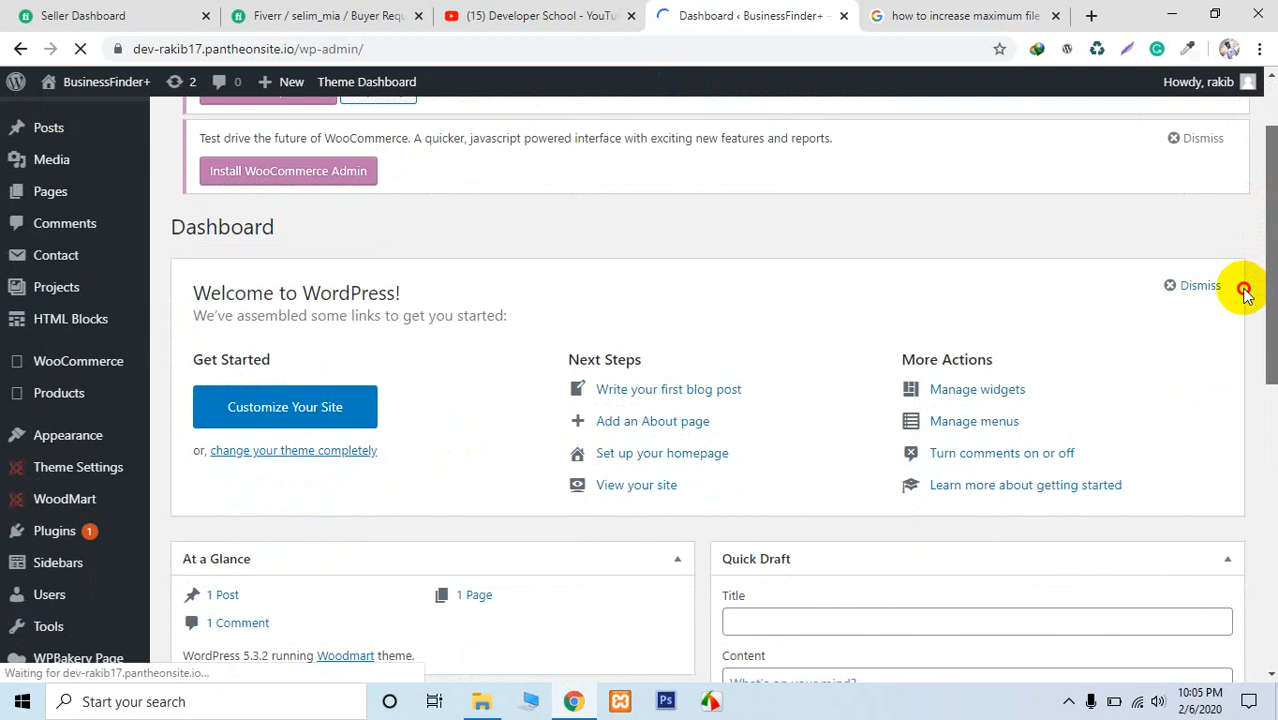 Seller Dashboard
Fiverr / selim_mia / Buyer Requ
(15) Developer School - YouTu
Dashboard ‹ BusinessFinder+ –
how to increase maximum file
dev-rakib17.pantheonsite.io/wp-admin/
BusinessFinder+ 2 0 New Theme Dashboard Howdy, rakib
Posts
Media
Pages
Comments
Contact
Projects
HTML Blocks
WooCommerce
Products
Appearance
Theme Settings
WoodMart
Plugins 1
Sidebars
Users
Tools
WPBakery Page
Test drive the future of WooCommerce. A quicker, javascript powered interface with exciting new features and reports.
Dismiss
Install WooCommerce Admin
Dashboard
Welcome to WordPress!
Dismiss
We've assembled some links to get you started:
Get Started
Customize Your Site
or, change your theme completely
Next Steps
Write your first blog post
Add an About page
Set up your homepage
View your site
More Actions
Manage widgets
Manage menus
Turn comments on or off
Learn more about getting started
At a Glance
1 Post
1 Page
1 Comment
WordPress 5.3.2 running Woodmart theme.
Quick Draft
Title
Content
What's on your mind?
Waiting for dev-rakib17.pantheonsite.io...
Start your search
Ps
10:05 PM
2/6/2020